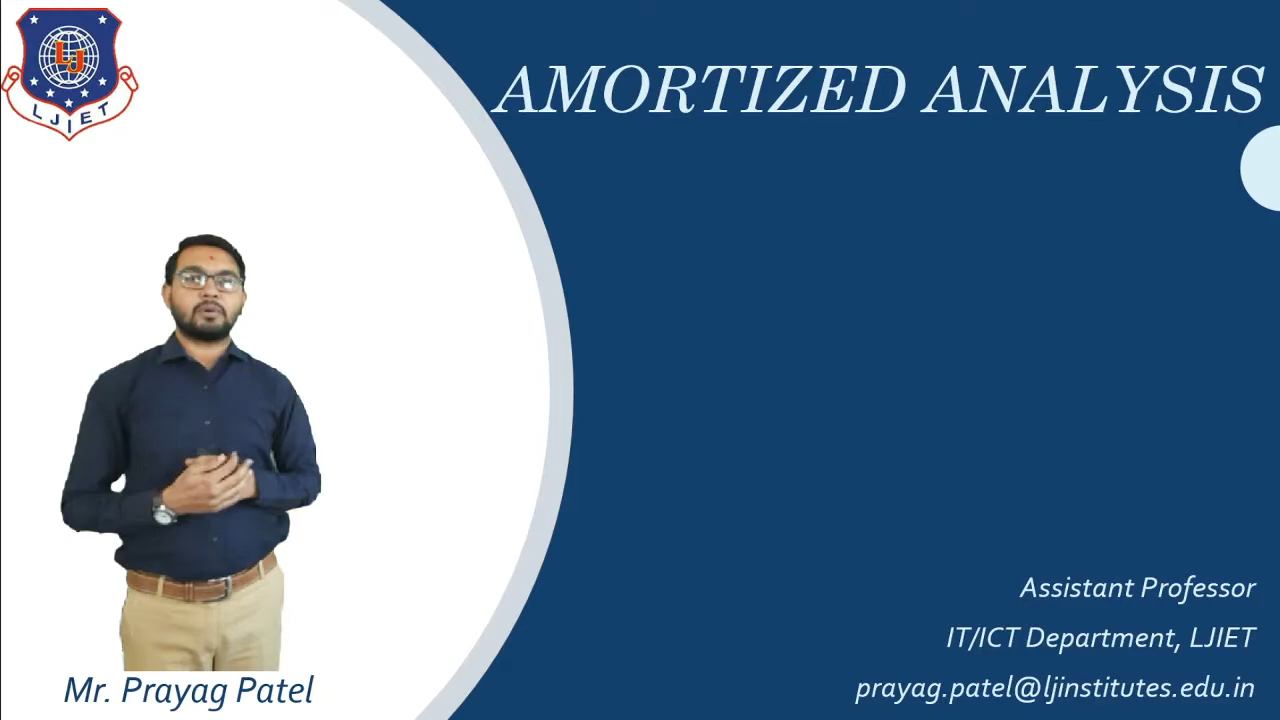 LJ
LJIET
AMORTIZED ANALYSIS
Assistant Professor
IT/ICT Department, LJIET
prayag.patel@ljinstitutes.edu.in
Mr. Prayag Patel